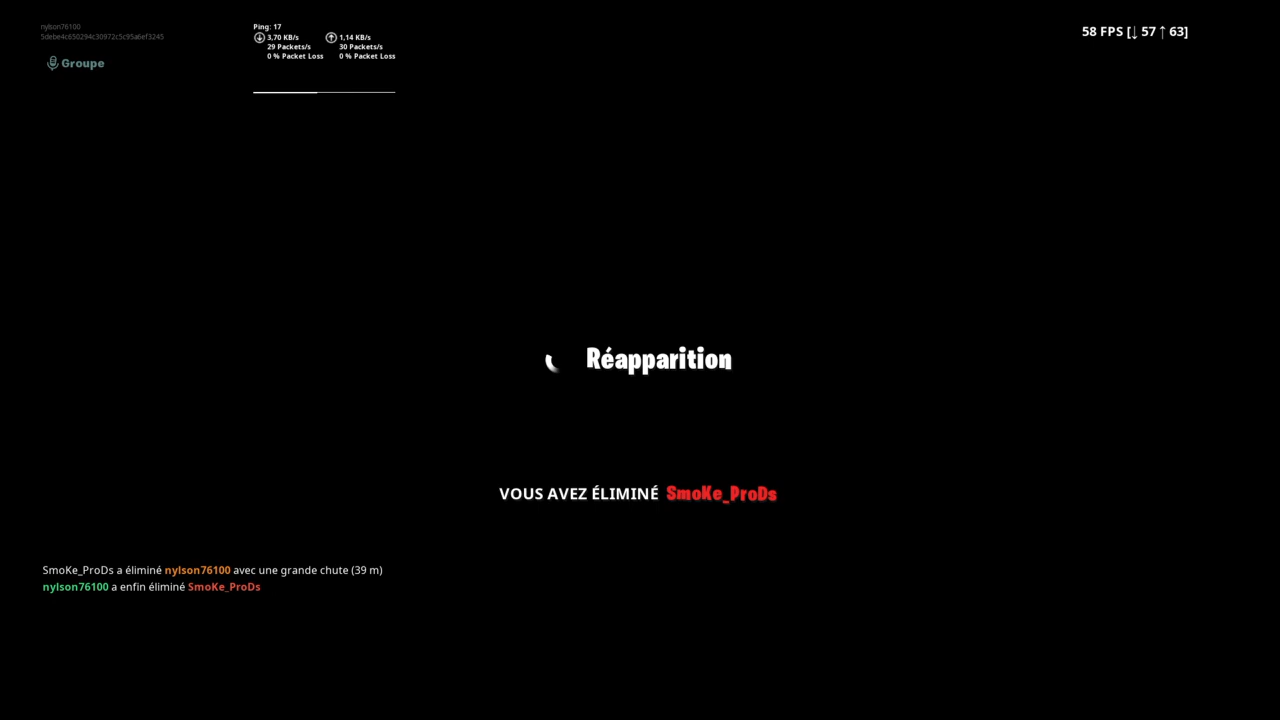 nylson76100
5debe4c650294c30972c5c95a6ef3245
Groupe
Ping: 17
3,70 KB/s
29 Packets/s
0 % Packet Loss
1,14 KB/s
30 Packets/s
0 % Packet Loss
58 FPS [↓ 57 ↑ 63]
Réapparition
VOUS AVEZ ÉLIMINÉ SmoKe_ProDs
SmoKe_ProDs a éliminé nylson76100 avec une grande chute (39 m)
nylson76100 a enfin éliminé SmoKe_ProDs